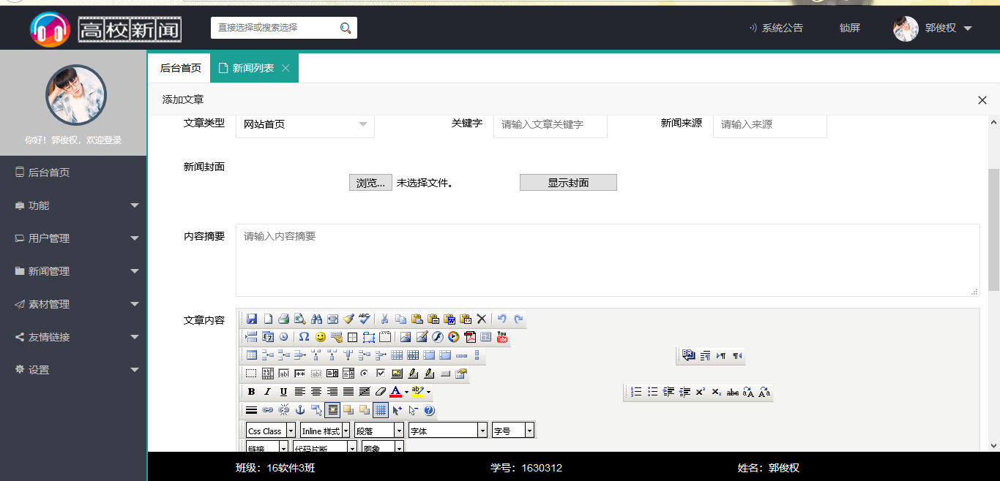 高校新闻
直接选择或搜索选择
系统公告
锁屏
郭俊权
你好！郭俊权，欢迎登录
后台首页
功能
用户管理
新闻管理
素材管理
友情链接
设置
后台首页
新闻列表
添加文章
文章类型
网站首页
关键字
请输入文章关键字
新闻来源
请输入来源
新闻封面
浏览...
未选择文件。
显示封面
内容摘要
请输入内容摘要
文章内容
Css Class
Inline 样式
段落
字体
字号
链接
代码片断
图象
班级：16软件3班
学号：1630312
姓名：郭俊权